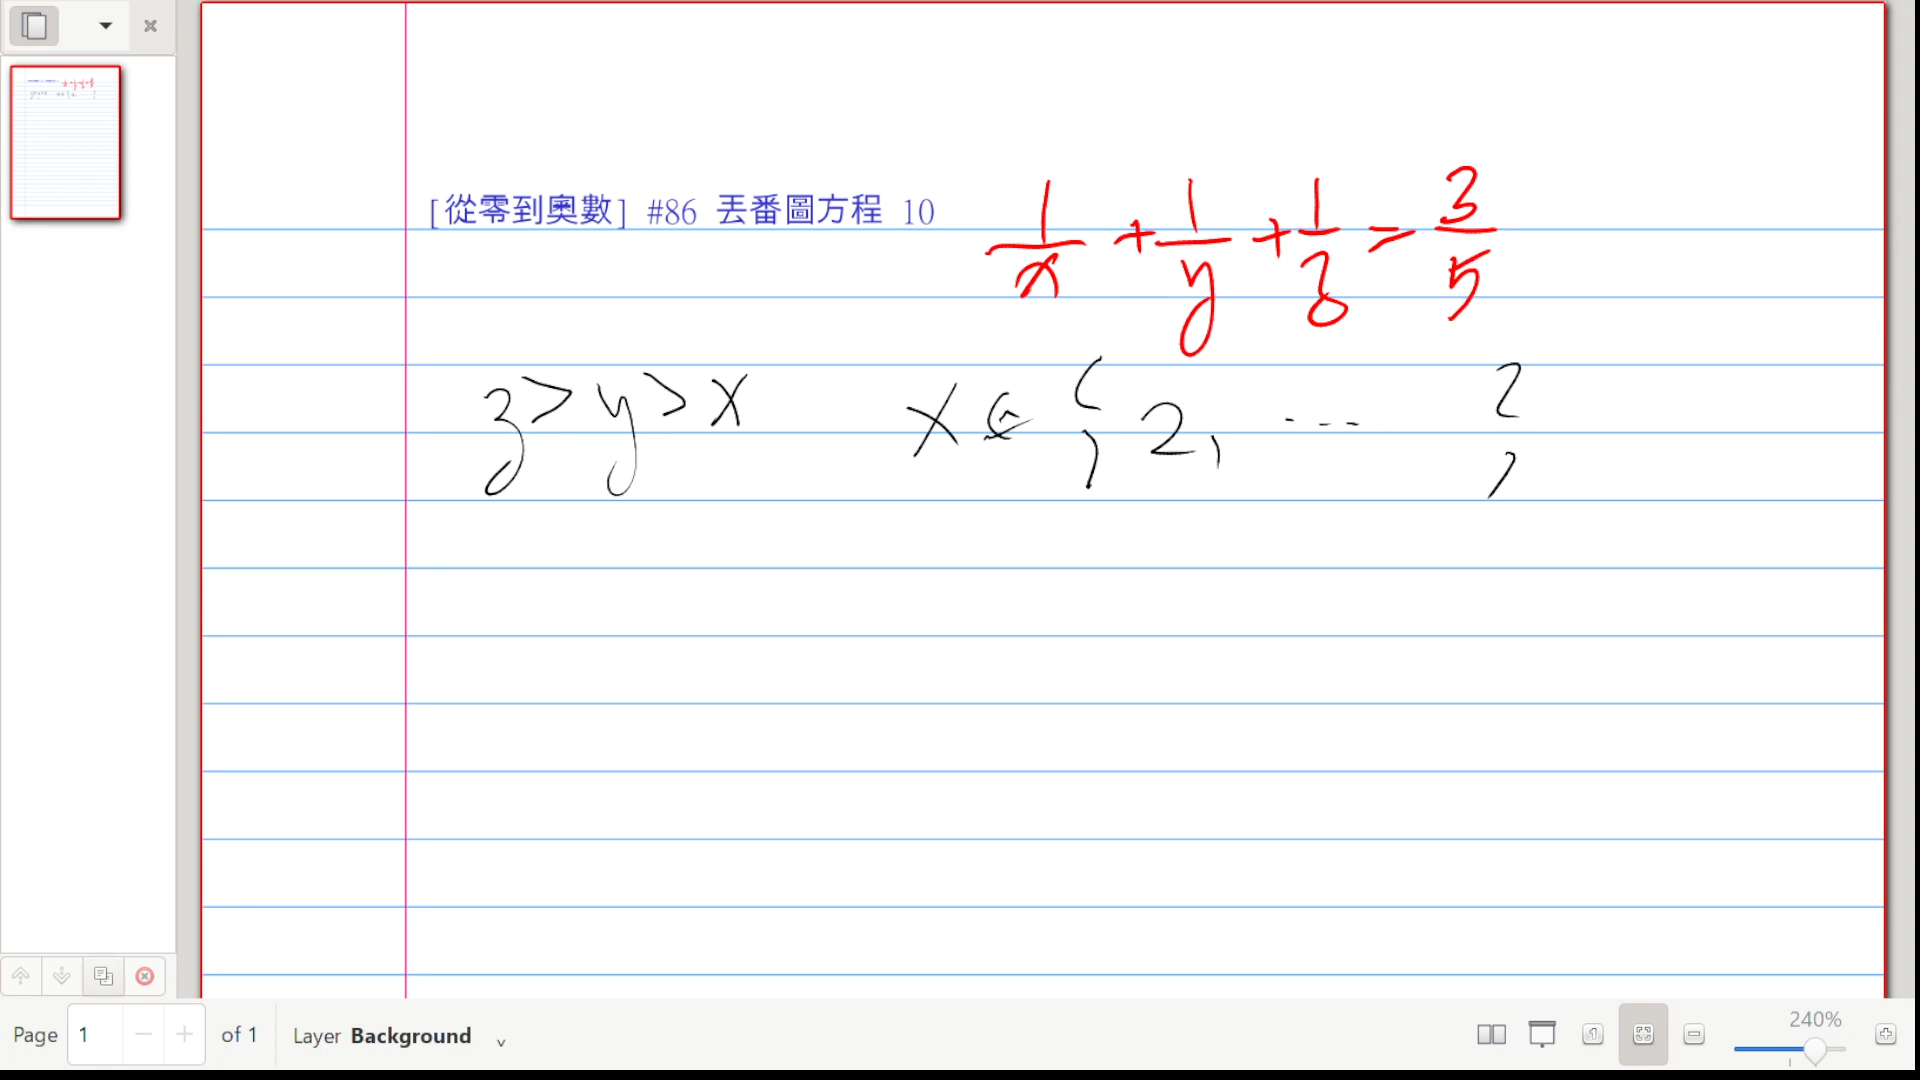 [從零到奧數] #86 丟番圖方程 10
1/x + 1/y + 1/z = 3/5
z > y > x   x ∈ { 2, ... }
Page 1 of 1 Layer Background 240%